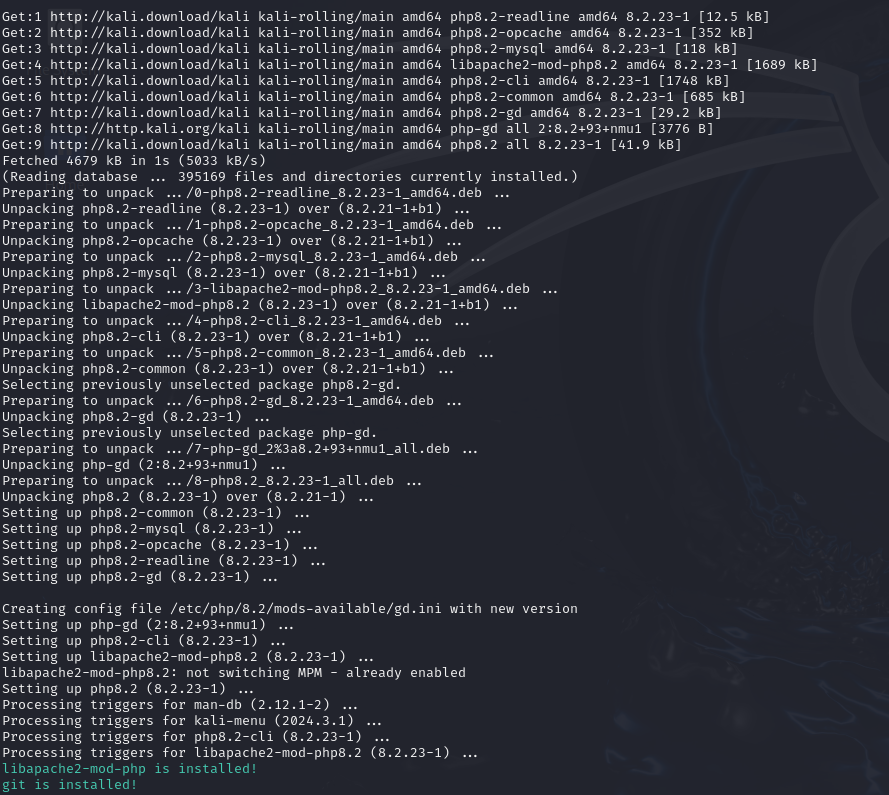 Get:1 http://kali.download/kali kali-rolling/main amd64 php8.2-readline amd64 8.2.23-1 [12.5 kB]
Get:2 http://kali.download/kali kali-rolling/main amd64 php8.2-opcache amd64 8.2.23-1 [352 kB]
Get:3 http://kali.download/kali kali-rolling/main amd64 php8.2-mysql amd64 8.2.23-1 [118 kB]
Get:4 http://kali.download/kali kali-rolling/main amd64 libapache2-mod-php8.2 amd64 8.2.23-1 [1689 kB]
Get:5 http://kali.download/kali kali-rolling/main amd64 php8.2-cli amd64 8.2.23-1 [1748 kB]
Get:6 http://kali.download/kali kali-rolling/main amd64 php8.2-common amd64 8.2.23-1 [685 kB]
Get:7 http://kali.download/kali kali-rolling/main amd64 php8.2-gd amd64 8.2.23-1 [29.2 kB]
Get:8 http://http.kali.org/kali kali-rolling/main amd64 php-gd all 2:8.2+93+nmu1 [3776 B]
Get:9 http://kali.download/kali kali-rolling/main amd64 php8.2 all 8.2.23-1 [41.9 kB]
Fetched 4679 kB in 1s (5033 kB/s)
(Reading database ... 395169 files and directories currently installed.)
Preparing to unpack .../0-php8.2-readline_8.2.23-1_amd64.deb ...
Unpacking php8.2-readline (8.2.23-1) over (8.2.21-1+b1) ...
Preparing to unpack .../1-php8.2-opcache_8.2.23-1_amd64.deb ...
Unpacking php8.2-opcache (8.2.23-1) over (8.2.21-1+b1) ...
Preparing to unpack .../2-php8.2-mysql_8.2.23-1_amd64.deb ...
Unpacking php8.2-mysql (8.2.23-1) over (8.2.21-1+b1) ...
Preparing to unpack .../3-libapache2-mod-php8.2_8.2.23-1_amd64.deb ...
Unpacking libapache2-mod-php8.2 (8.2.23-1) over (8.2.21-1+b1) ...
Preparing to unpack .../4-php8.2-cli_8.2.23-1_amd64.deb ...
Unpacking php8.2-cli (8.2.23-1) over (8.2.21-1+b1) ...
Preparing to unpack .../5-php8.2-common_8.2.23-1_amd64.deb ...
Unpacking php8.2-common (8.2.23-1) over (8.2.21-1+b1) ...
Selecting previously unselected package php8.2-gd.
Preparing to unpack .../6-php8.2-gd_8.2.23-1_amd64.deb ...
Unpacking php8.2-gd (8.2.23-1) ...
Selecting previously unselected package php-gd.
Preparing to unpack .../7-php-gd_2%3a8.2+93+nmu1_all.deb ...
Unpacking php-gd (2:8.2+93+nmu1) ...
Preparing to unpack .../8-php8.2_8.2.23-1_all.deb ...
Unpacking php8.2 (8.2.23-1) over (8.2.21-1) ...
Setting up php8.2-common (8.2.23-1) ...
Setting up php8.2-mysql (8.2.23-1) ...
Setting up php8.2-opcache (8.2.23-1) ...
Setting up php8.2-readline (8.2.23-1) ...
Setting up php8.2-gd (8.2.23-1) ...
Creating config file /etc/php/8.2/mods-available/gd.ini with new version
Setting up php-gd (2:8.2+93+nmu1) ...
Setting up php8.2-cli (8.2.23-1) ...
Setting up libapache2-mod-php8.2 (8.2.23-1) ...
libapache2-mod-php8.2: not switching MPM - already enabled
Setting up php8.2 (8.2.23-1) ...
Processing triggers for man-db (2.12.1-2) ...
Processing triggers for kali-menu (2024.3.1) ...
Processing triggers for php8.2-cli (8.2.23-1) ...
Processing triggers for libapache2-mod-php8.2 (8.2.23-1) ...
libapache2-mod-php is installed!
git is installed!